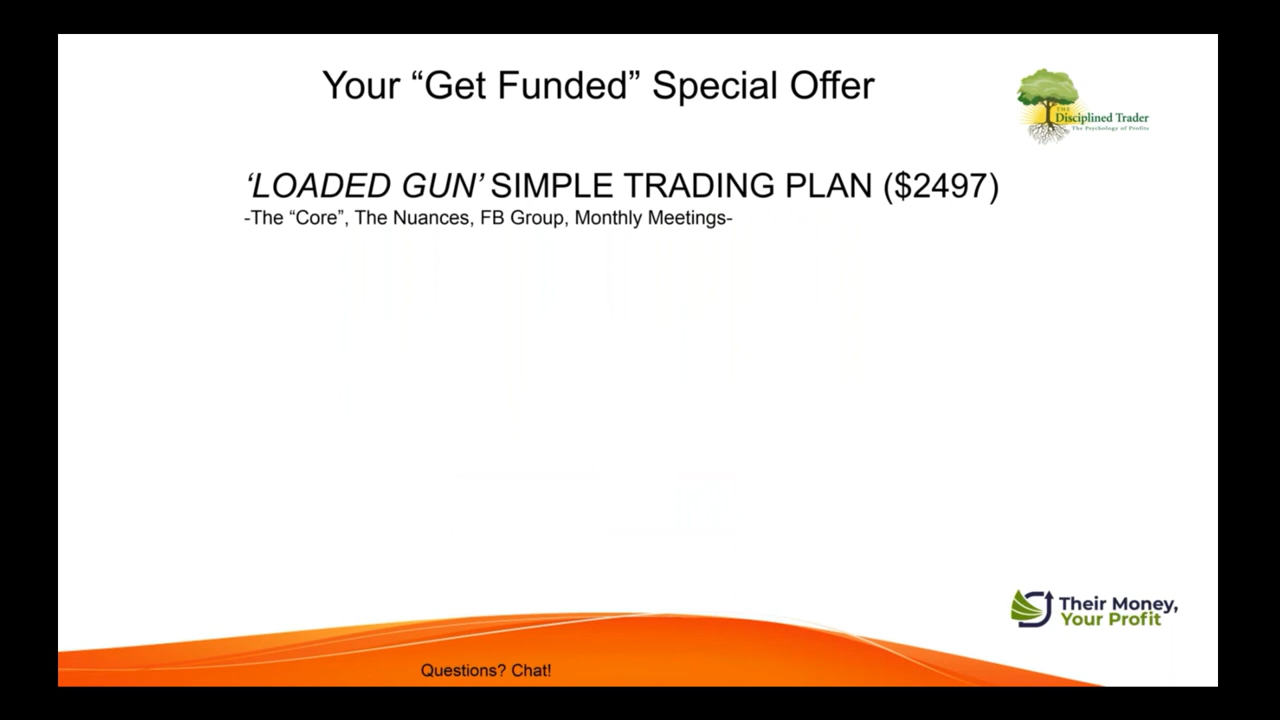 Your “Get Funded” Special Offer
THE
Disciplined Trader
The Psychology of Profits
‘LOADED GUN’ SIMPLE TRADING PLAN ($2497)
-The “Core”, The Nuances, FB Group, Monthly Meetings-
Their Money,
Your Profit
Questions? Chat!